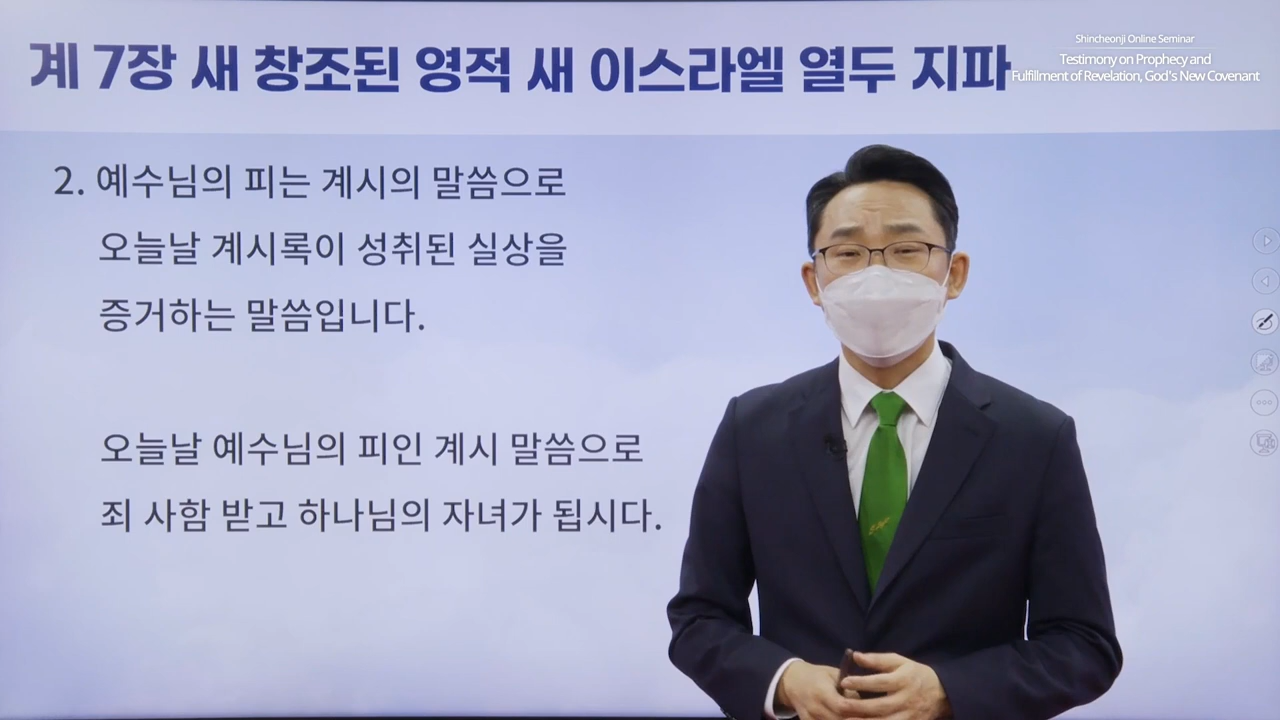 계 7장 새 창조된 영적 새 이스라엘 열두 지파
Shincheonji Online Seminar
Testimony on Prophecy and
Fulfillment of Revelation, God's New Covenant
2. 예수님의 피는 계시의 말씀으로
오늘날 계시록이 성취된 실상을
증거하는 말씀입니다.
오늘날 예수님의 피인 계시 말씀으로
죄 사함 받고 하나님의 자녀가 됩시다.